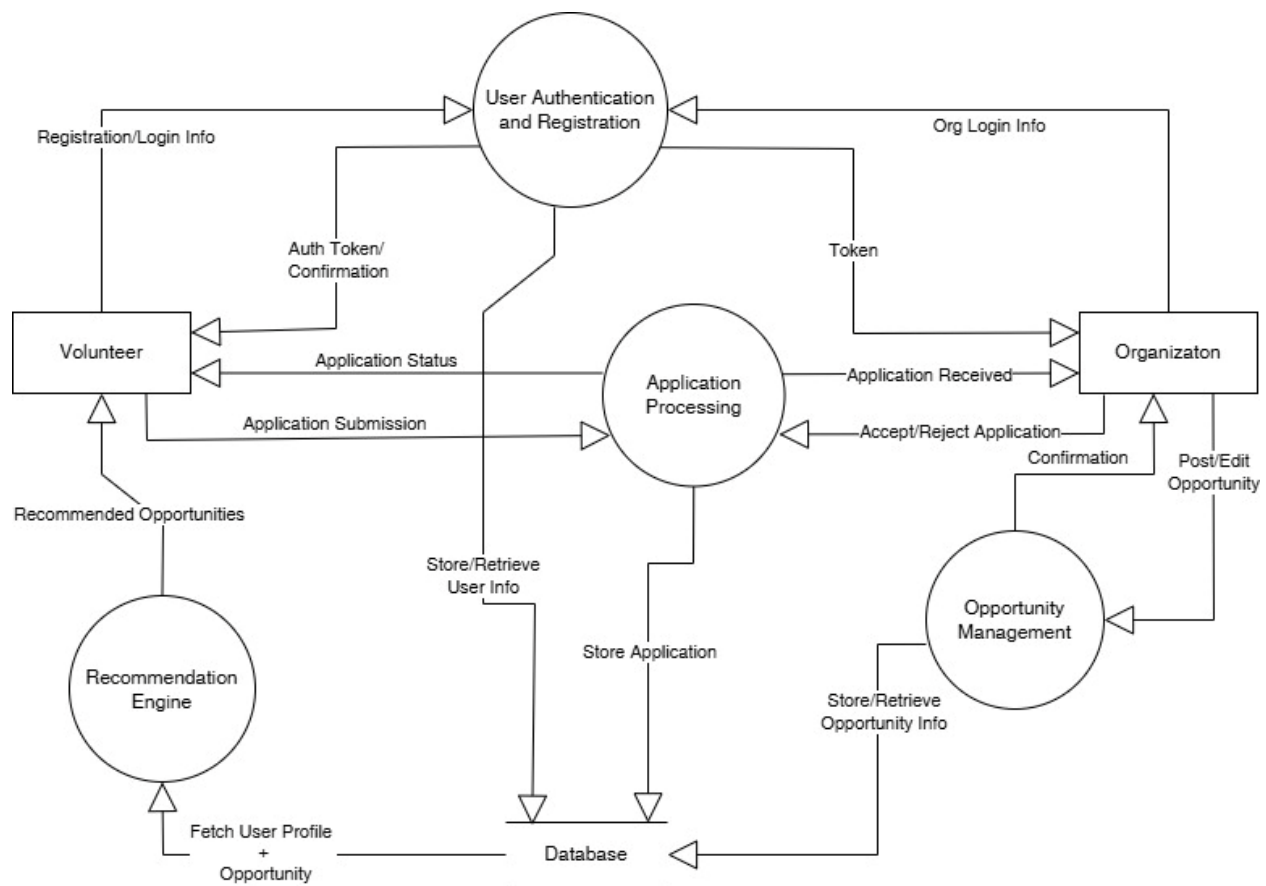 User Authentication
and Registration
Registration/Login Info
Org Login Info
Auth Token/
Confirmation
Token
Volunteer
Organizaton
Application Status
Application
Processing
Application Received
Application Submission
Accept/Reject Application
Confirmation
Post/Edit
Opportunity
Recommended Opportunities
Store/Retrieve
User Info
Opportunity
Management
Store Application
Recommendation
Engine
Store/Retrieve
Opportunity Info
Fetch User Profile
+
Opportunity
Database